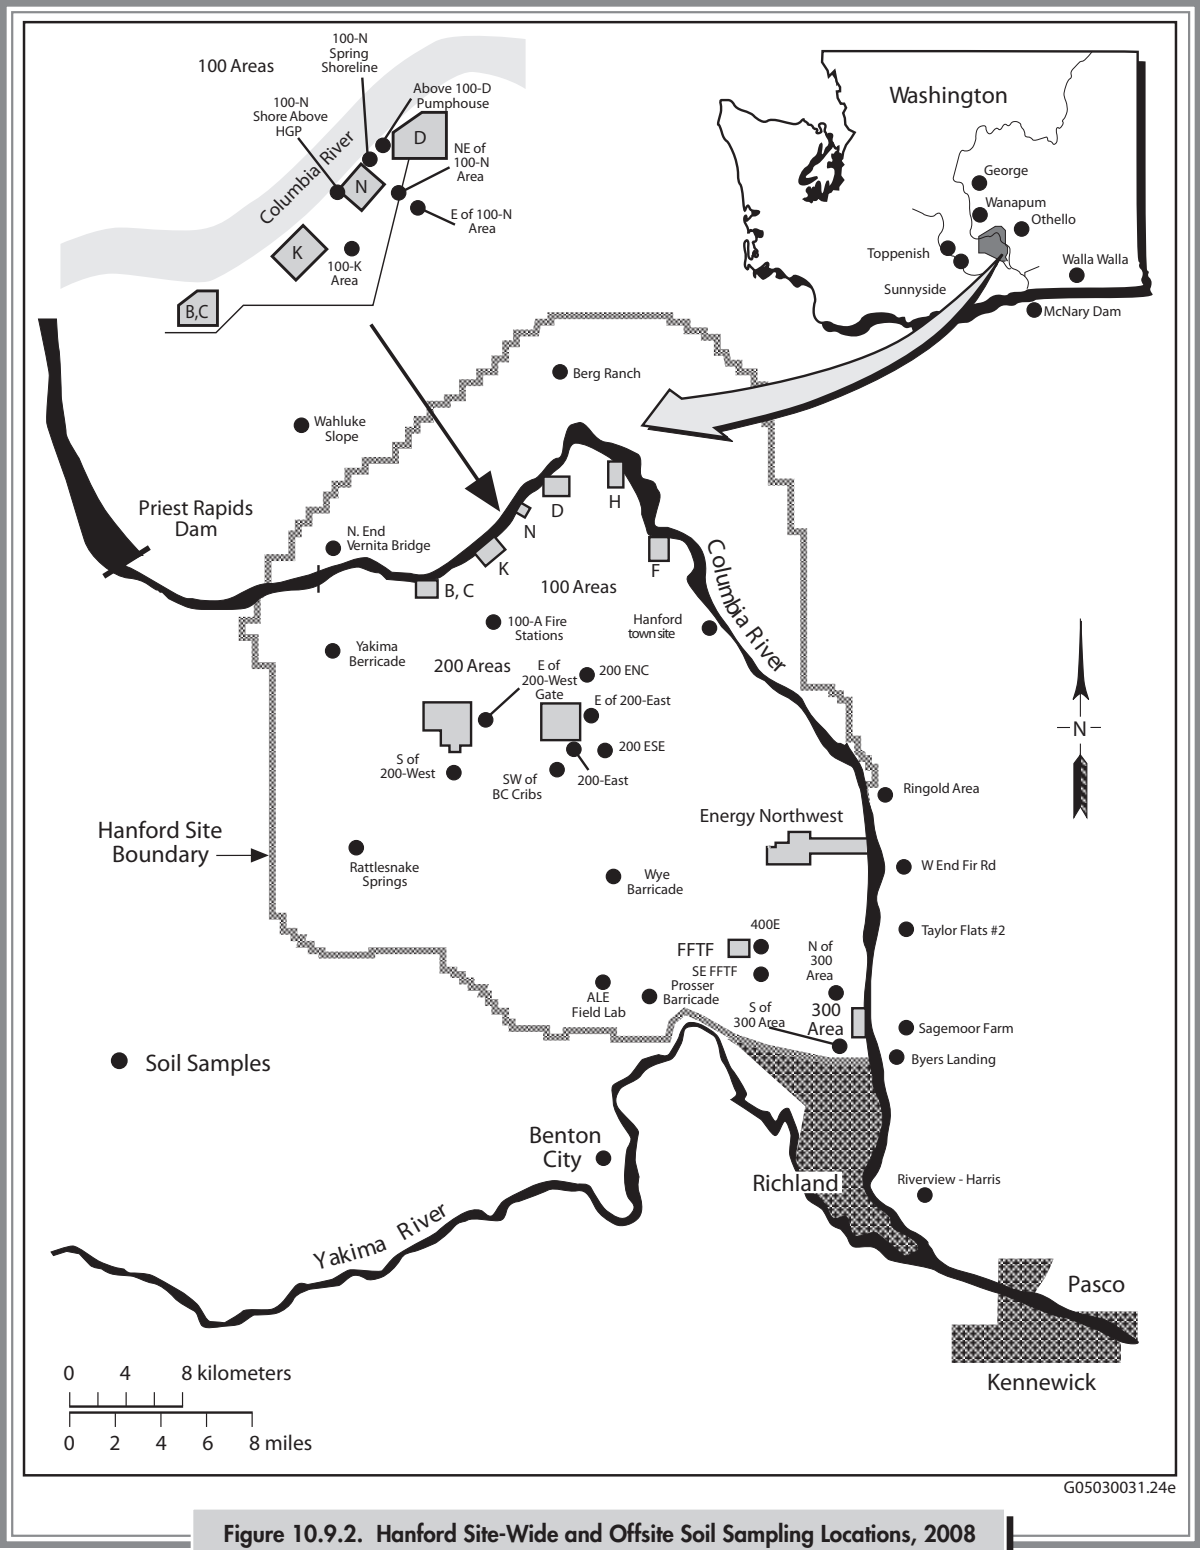 100 Areas
100-N
Spring
Shoreline
100-N
Shore Above
HGP
Above 100-D
Pumphouse
D
NE of
100-N
Area
N
E of 100-N
Area
Columbia River
K
100-K
Area
B,C
Washington
George
Wanapum
Othello
Toppenish
Walla Walla
Sunnyside
McNary Dam
Berg Ranch
Wahluke
Slope
Priest Rapids
Dam
N. End
Vernita Bridge
D
H
N
K
F
B, C
100 Areas
Columbia River
100-A Fire
Stations
Hanford
townsite
Yakima
Berricade
200 Areas
E of
200-West
Gate
200 ENC
E of 200-East
200 ESE
S of
200-West
SW of
BC Cribs
200-East
N
Ringold Area
Energy Northwest
Hanford Site
Boundary
Rattlesnake
Springs
Wye
Barricade
W End Fir Rd
400E
FFTF
SE FFTF
N of
300
Area
Taylor Flats #2
ALE
Field Lab
Prosser
Barricade
S of
300 Area
300
Area
Sagemoor Farm
Byers Landing
Soil Samples
Benton
City
Richland
Riverview - Harris
Yakima River
Pasco
Kennewick
0 4 8 kilometers
0 2 4 6 8 miles
G05030031.24e
Figure 10.9.2. Hanford Site-Wide and Offsite Soil Sampling Locations, 2008